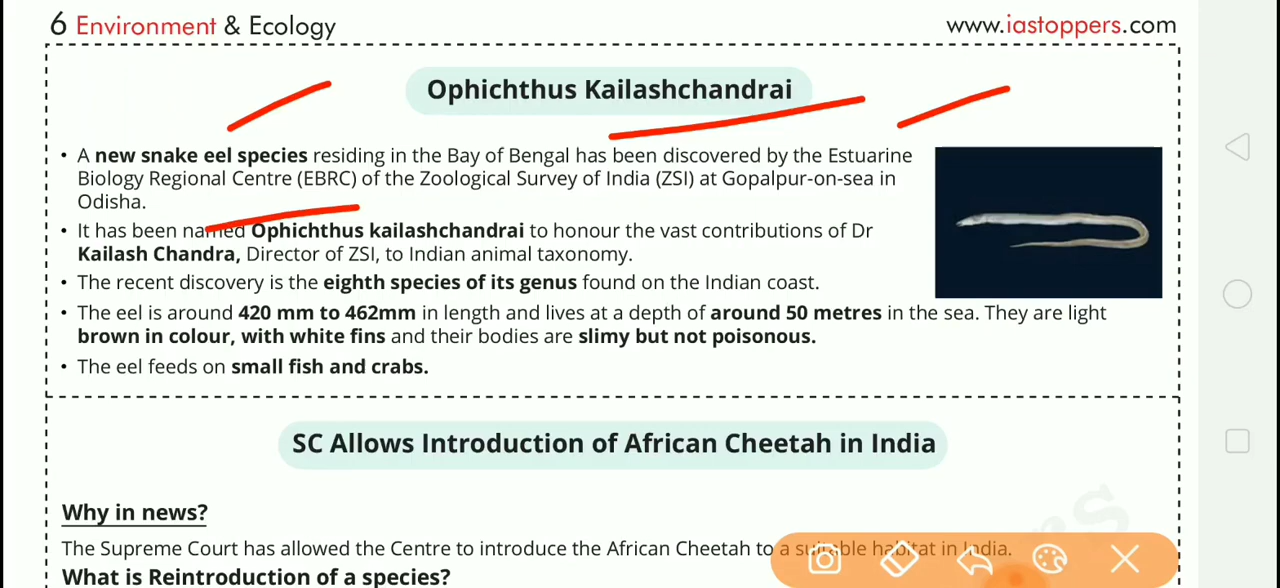 6 Environment & Ecology
www.iastoppers.com
Ophichthus Kailashchandrai
• A new snake eel species residing in the Bay of Bengal has been discovered by the Estuarine
Biology Regional Centre (EBRC) of the Zoological Survey of India (ZSI) at Gopalpur-on-sea in
Odisha.
• It has been named Ophichthus kailashchandrai to honour the vast contributions of Dr
Kailash Chandra, Director of ZSI, to Indian animal taxonomy.
• The recent discovery is the eighth species of its genus found on the Indian coast.
• The eel is around 420 mm to 462mm in length and lives at a depth of around 50 metres in the sea. They are light
brown in colour, with white fins and their bodies are slimy but not poisonous.
• The eel feeds on small fish and crabs.
SC Allows Introduction of African Cheetah in India
Why in news?
The Supreme Court has allowed the Centre to introduce the African Cheetah to a suitable habitat in India.
What is Reintroduction of a species?